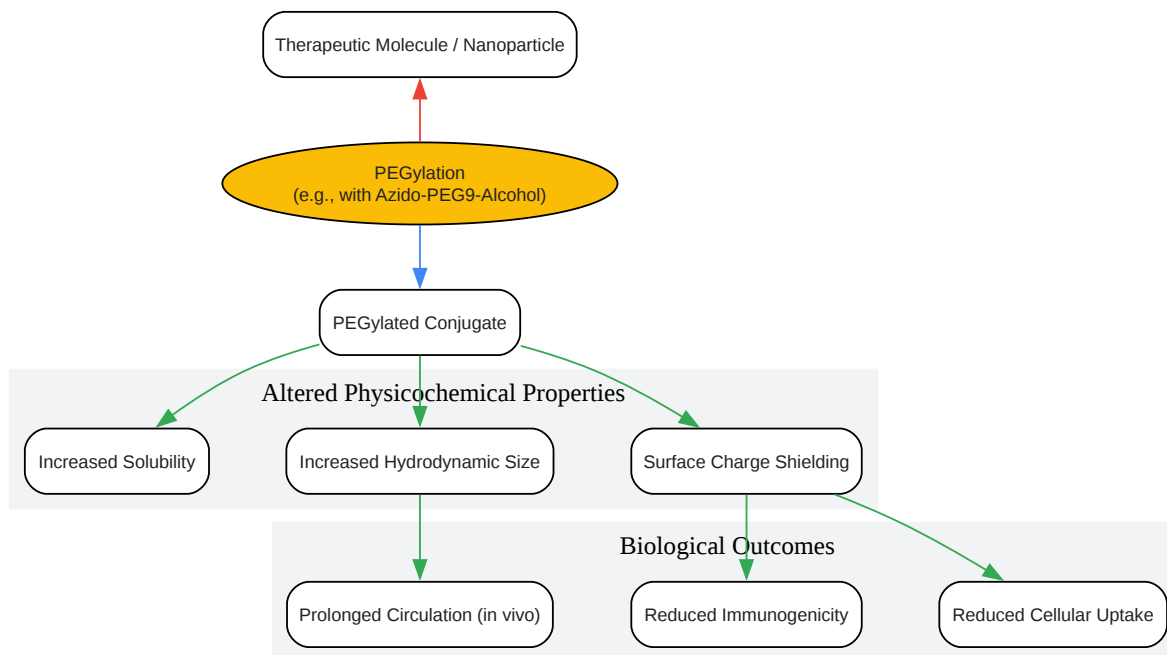 Therapeutic Molecule / Nanoparticle
PEGylation
(e.g., with Azido-PEG9-Alcohol)
PEGylated Conjugate
Altered Physicochemical Properties
Increased Solubility
Increased Hydrodynamic Size
Surface Charge Shielding
Biological Outcomes
Prolonged Circulation (in vivo)
Reduced Immunogenicity
Reduced Cellular Uptake